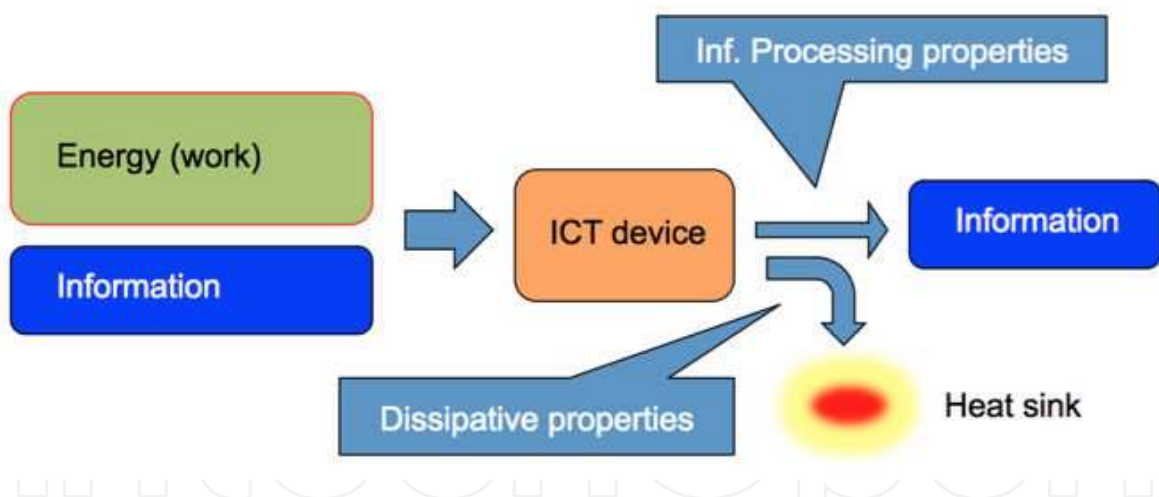 Inf. Processing properties
Energy (work)
Information
ICT device
Information
Dissipative properties
Heat sink